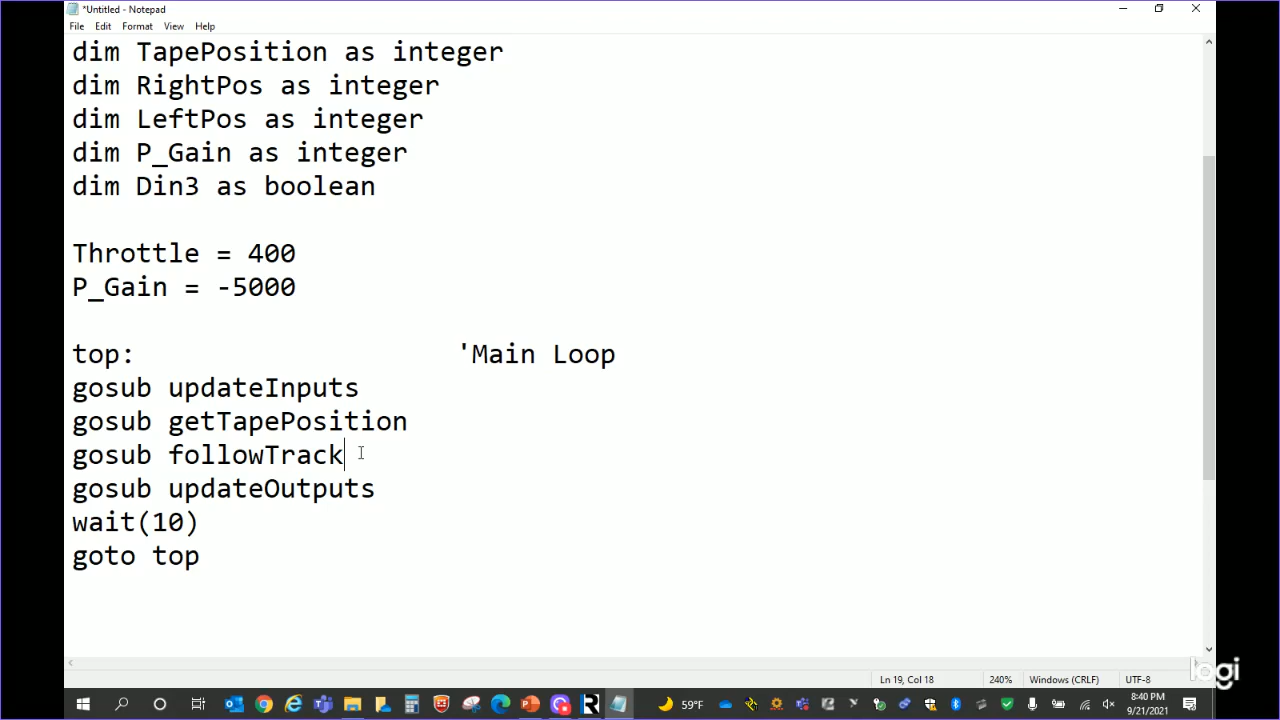 *Untitled - Notepad
File Edit Format View Help
dim TapePosition as integer
dim RightPos as integer
dim LeftPos as integer
dim P_Gain as integer
dim Din3 as boolean
Throttle = 400
P_Gain = -5000
top: 'Main Loop
gosub updateInputs
gosub getTapePosition
gosub followTrack
gosub updateOutputs
wait(10)
goto top
Ln 19, Col 18 240% Windows (CRLF) UTF-8
logi
59°F 8:40 PM
9/21/2021